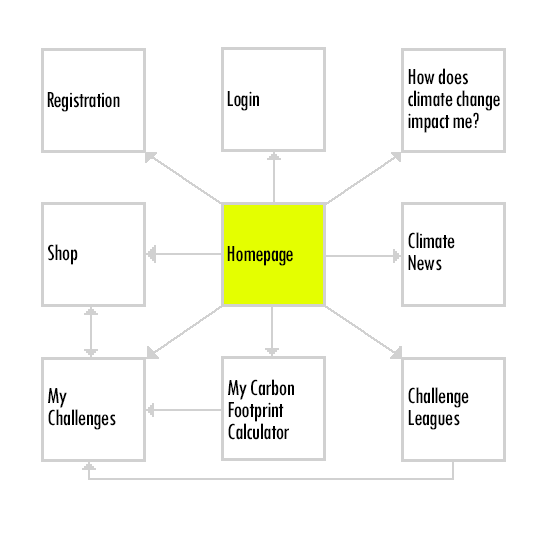 Registration
Login
How does
climate change
impact me?
Shop
Homepage
Climate
News
My
Challenges
My Carbon
Footprint
Calculator
Challenge
Leagues